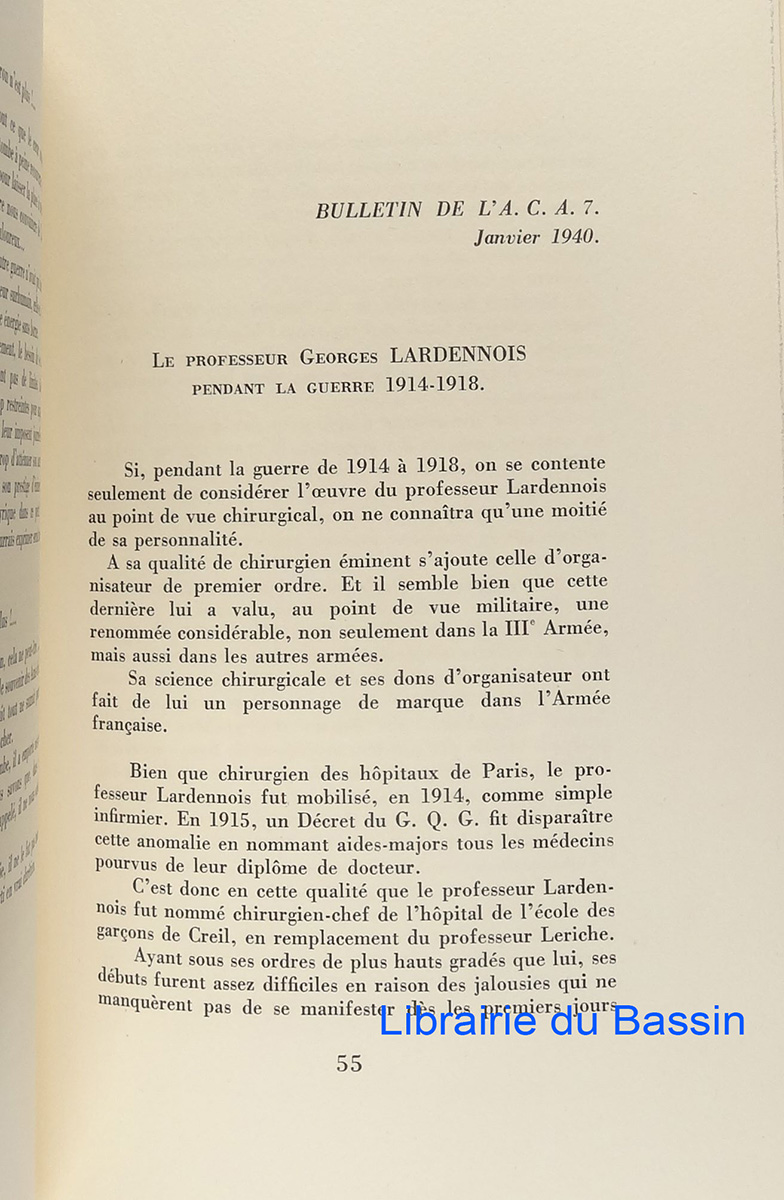 BULLETIN DE L'A. C. A. 7.
Janvier 1940.
LE PROFESSEUR GEORGES LARDENNOIS
PENDANT LA GUERRE 1914-1918.
Si, pendant la guerre de 1914 à 1918, on se contente
seulement de considérer l'œuvre du professeur Lardennois
au point de vue chirurgical, on ne connaîtra qu'une moitié
de sa personnalité.
A sa qualité de chirurgien éminent s'ajoute celle d'orga-
nisateur de premier ordre. Et il semble bien que cette
dernière lui a valu, au point de vue militaire, une
renommée considérable, non seulement dans la IIIe Armée,
mais aussi dans les autres armées.
Sa science chirurgicale et ses dons d'organisateur ont
fait de lui un personnage de marque dans l'Armée
française.
Bien que chirurgien des hôpitaux de Paris, le pro-
fesseur Lardennois fut mobilisé, en 1914, comme simple
infirmier. En 1915, un Décret du G. Q. G. fit disparaître
cette anomalie en nommant aides-majors tous les médecins
pourvus de leur diplôme de docteur.
C'est donc en cette qualité que le professeur Larden-
nois fut nommé chirurgien-chef de l'hôpital de l'école des
garçons de Creil, en remplacement du professeur Leriche.
Ayant sous ses ordres de plus hauts gradés que lui, ses
débuts furent assez difficiles en raison des jalousies qui ne
manquèrent pas de se manifester dès les premiers jours
Librairie du Bassin
55